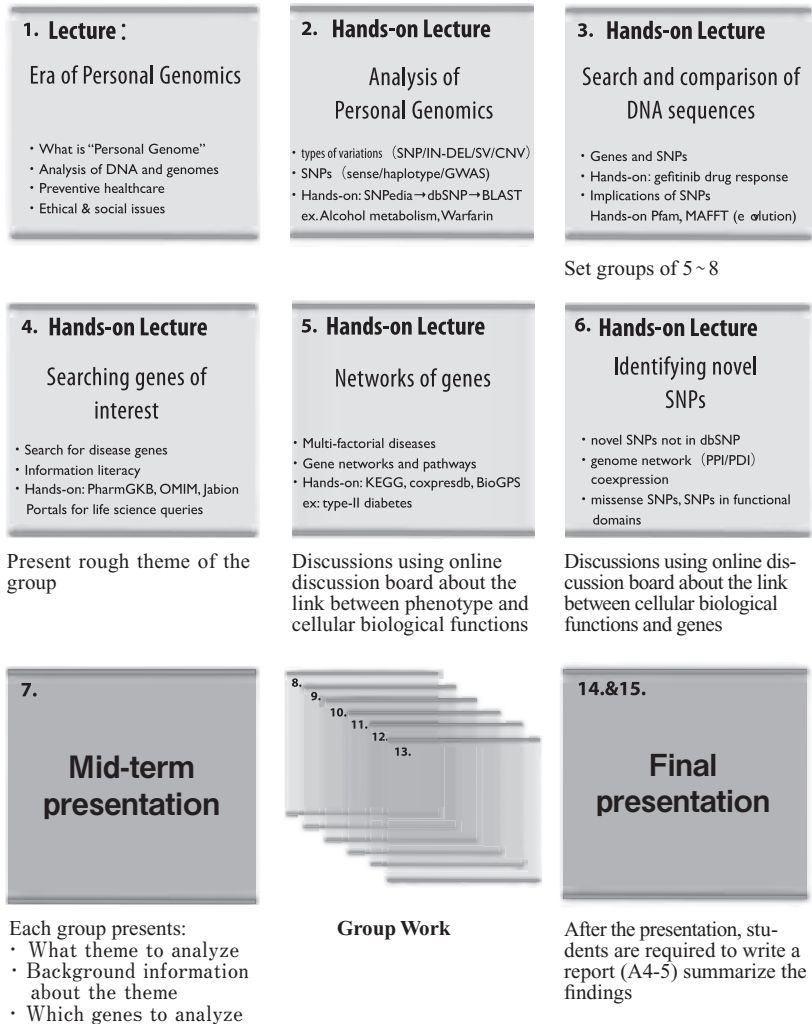 1. Lecture：
Era of Personal Genomics
・What is “Personal Genome”
・Analysis of DNA and genomes
・Preventive healthcare
・Ethical & social issues
2. Hands-on Lecture
Analysis of
Personal Genomics
・types of variations（SNP/IN-DEL/SV/CNV）
・SNPs（sense/haplotype/GWAS）
・Hands-on: SNPedia→dbSNP→BLAST
ex. Alcohol metabolism, Warfarin
3. Hands-on Lecture
Search and comparison of
DNA sequences
・Genes and SNPs
・Hands-on: gefitinib drug response
・Implications of SNPs
Hands-on Pfam, MAFFT
Set groups of 5~8
4. Hands-on Lecture
Searching genes of
interest
・Search for disease genes
・Information literacy
・Hands-on: PharmGKB, OMIM, Jabion
Portals for life science queries
Present rough theme of the
group
5. Hands-on Lecture
Networks of genes
・Multi-factorial diseases
・Gene networks and pathways
・Hands-on: KEGG, coxpresdb, BioGPS
ex: type-II diabetes
Discussions using online
discussion board about the
link between phenotype and
cellular biological functions
6. Hands-on Lecture
Identifying novel
SNPs
・novel SNPs not in dbSNP
・genome network（PPI/PDI）
coexpression
・missense SNPs, SNPs in functional
domains
Discussions using online dis-
cussion board about the link
between cellular biological
functions and genes
7.
Mid-term
presentation
Each group presents:
・What theme to analyze
・Background information
about the theme
・Which genes to analyze
8.
9.
10.
11.
12.
13.
Group Work
14.&15.
Final
presentation
After the presentation, stu-
dents are required to write a
report (A4-5) summarize the
findings